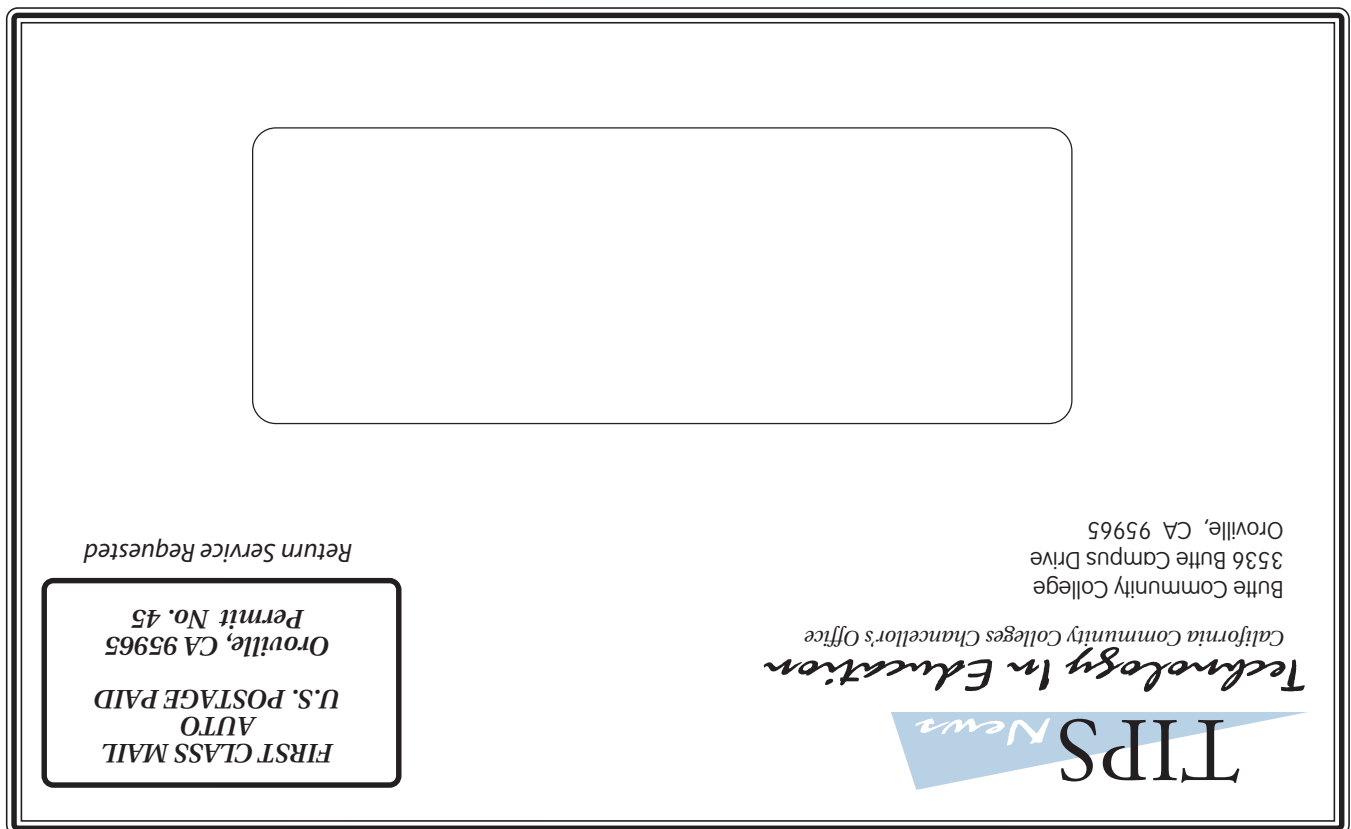 TIPS News
Technology In Education
California Community Colleges Chancellor's Office
Butte Community College
3536 Butte Campus Drive
Oroville, CA 95965
FIRST CLASS MAIL
AUTO
U.S. POSTAGE PAID
Oroville, CA 95965
Permit No. 45
Return Service Requested